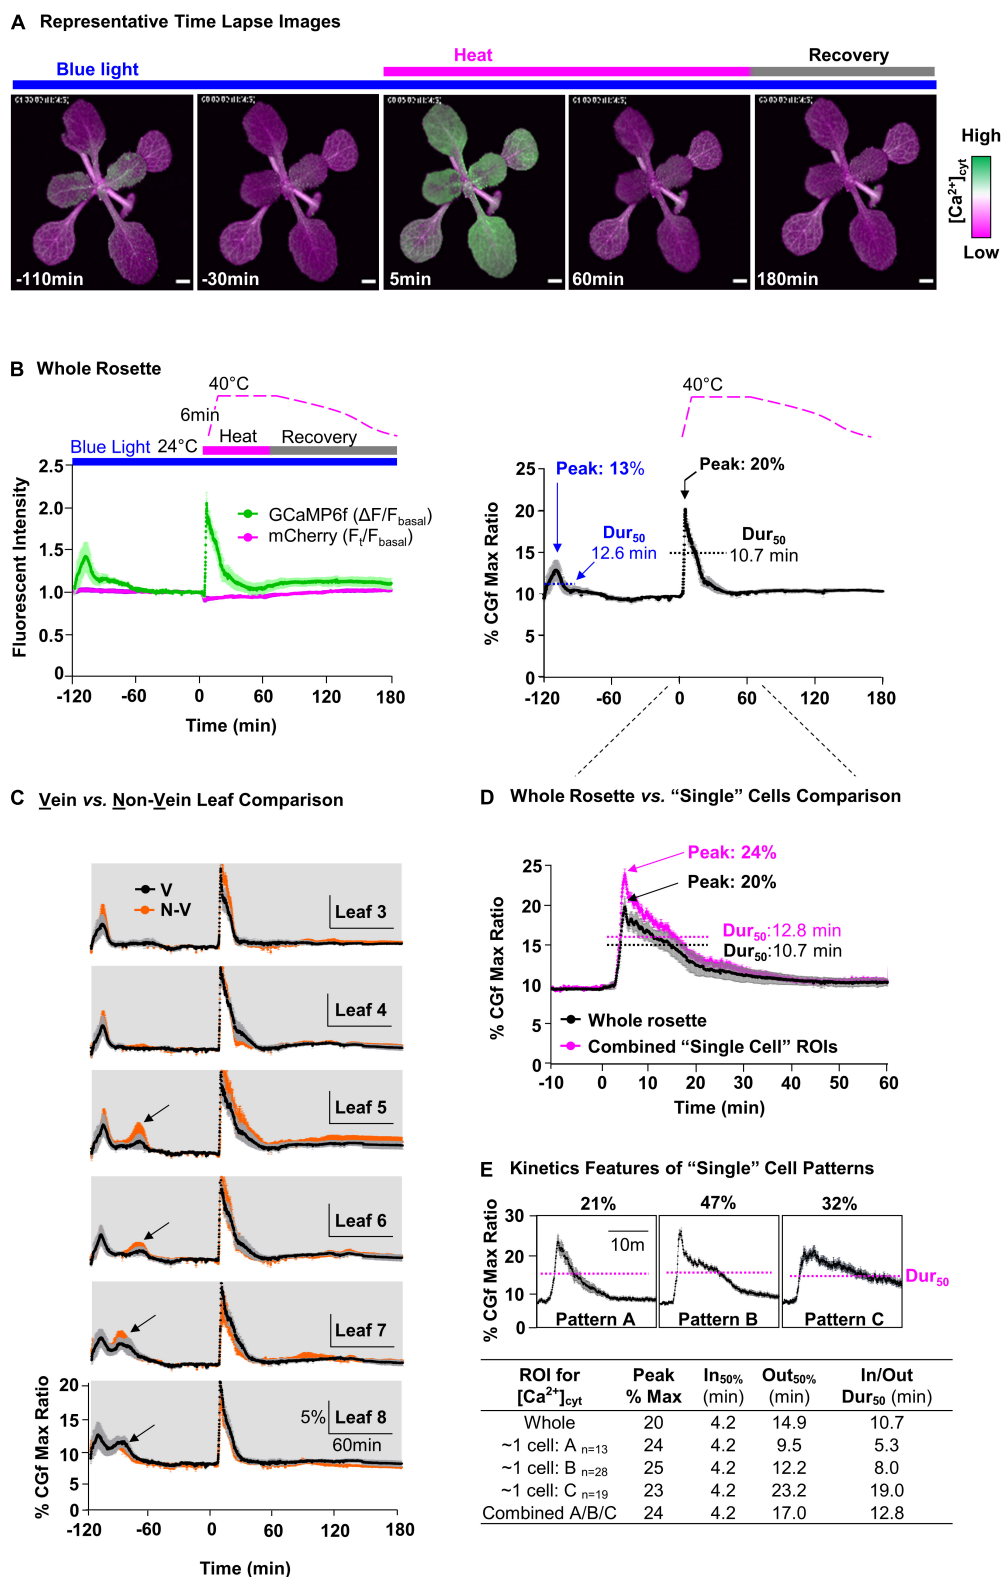 A Representative Time Lapse Images
Blue light
Heat
Recovery
-110min
-30min
5min
60min
180min
High
[Ca2+]cyt
Low
B Whole Rosette
40°C
6min
Blue Light 24°C
Heat
Recovery
Fluorescent Intensity
2.5
2.0
1.5
1.0
0.5
0
GCaMP6f (ΔF/Fbasal)
mCherry (Ft/Fbasal)
-120 -60 0 60 120 180
Time (min)
40°C
% CGf Max Ratio
25
20
15
10
5
0
Peak: 13%
Peak: 20%
Dur50
12.6 min
Dur50
10.7 min
-120 -60 0 60 120 180
C Vein vs. Non-Vein Leaf Comparison
V
N-V
Leaf 3
Leaf 4
Leaf 5
Leaf 6
Leaf 7
Leaf 8
5%
60min
% CGf Max Ratio
20
15
10
5
0
-120 -60 0 60 120 180
Time (min)
D Whole Rosette vs. “Single” Cells Comparison
% CGf Max Ratio
25
20
15
10
5
0
Peak: 24%
Peak: 20%
Dur50:12.8 min
Dur50:10.7 min
Whole rosette
Combined “Single Cell” ROIs
-10 0 10 20 30 40 50 60
Time (min)
E Kinetics Features of “Single” Cell Patterns
21% 47% 32%
% CGf Max Ratio
30
20
10
0
10m
Dur50
Pattern A Pattern B Pattern C
ROI for Peak In50% Out50% In/Out
[Ca2+]cyt % Max (min) (min) Dur50 (min)
Whole 20 4.2 14.9 10.7
~1 cell: A n=13 24 4.2 9.5 5.3
~1 cell: B n=28 25 4.2 12.2 8.0
~1 cell: C n=19 23 4.2 23.2 19.0
Combined A/B/C 24 4.2 17.0 12.8